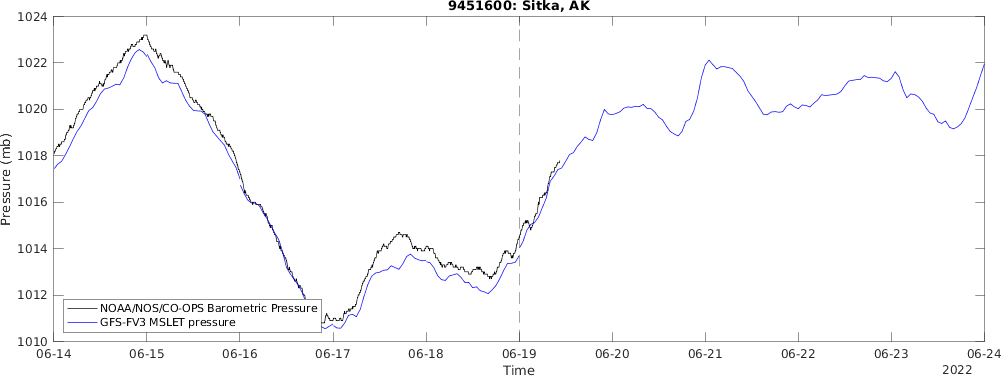 9451600: Sitka, AK
1024
1022
1020
1018
1016
1014
1012
1010
Pressure (mb)
NOAA/NOS/CO-OPS Barometric Pressure
GFS-FV3 MSLET pressure
06-14 06-15 06-16 06-17 06-18 06-19 06-20 06-21 06-22 06-23 06-24
Time
2022